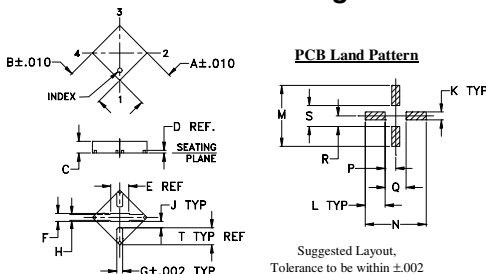 3
4
2
B±.010
A±.010
INDEX
1
D REF.
SEATING
PLANE
C
E REF
J TYP
F
T TYP REF
H
G±.002 TYP
PCB Land Pattern
K TYP
M
S
R
P
Q
L TYP
N
Suggested Layout,
Tolerance to be within ±.002